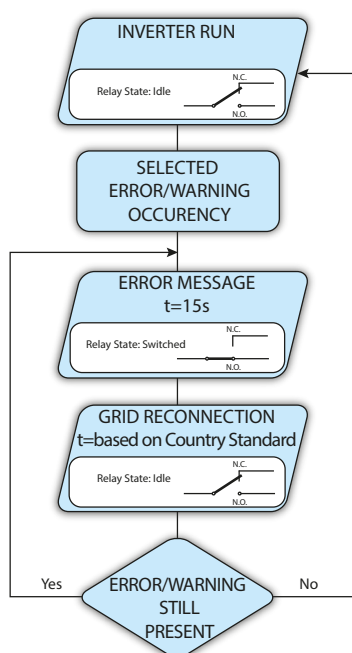 INVERTER RUN
N.C.
Relay State: Idle
N.O.
SELECTED
ERROR/WARNING
OCCURENCY
ERROR MESSAGE
t=15s
N.C.
Relay State: Switched
N.O.
GRID RECONNECTION
t=based on Country Standard
N.C.
Relay State: Idle
N.O.
Yes
ERROR/WARNING
STILL
PRESENT
No